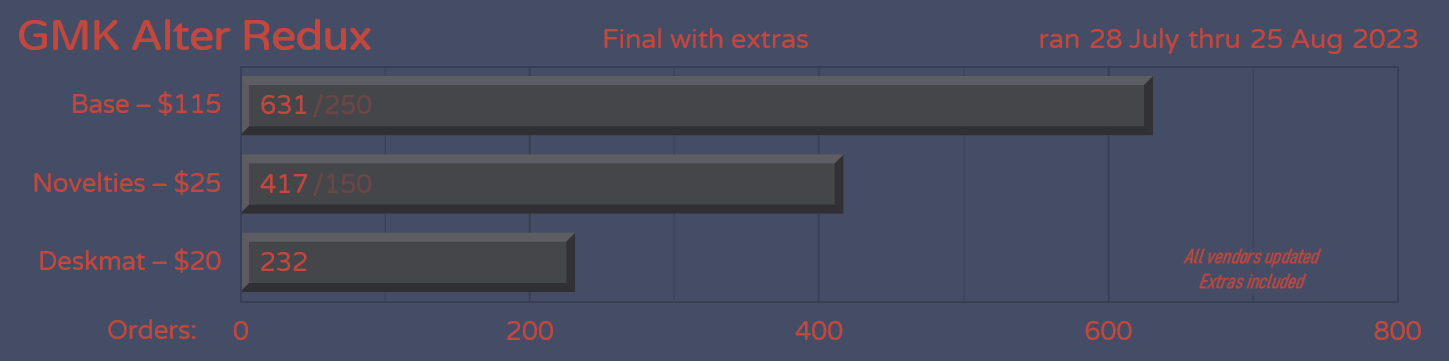 GMK Alter Redux
Final with extras
ran 28 July thru 25 Aug 2023
Base – $115
631 /250
Novelties – $25
417 /150
Deskmat – $20
232
All vendors updated
Extras included
Orders: 0 200 400 600 800